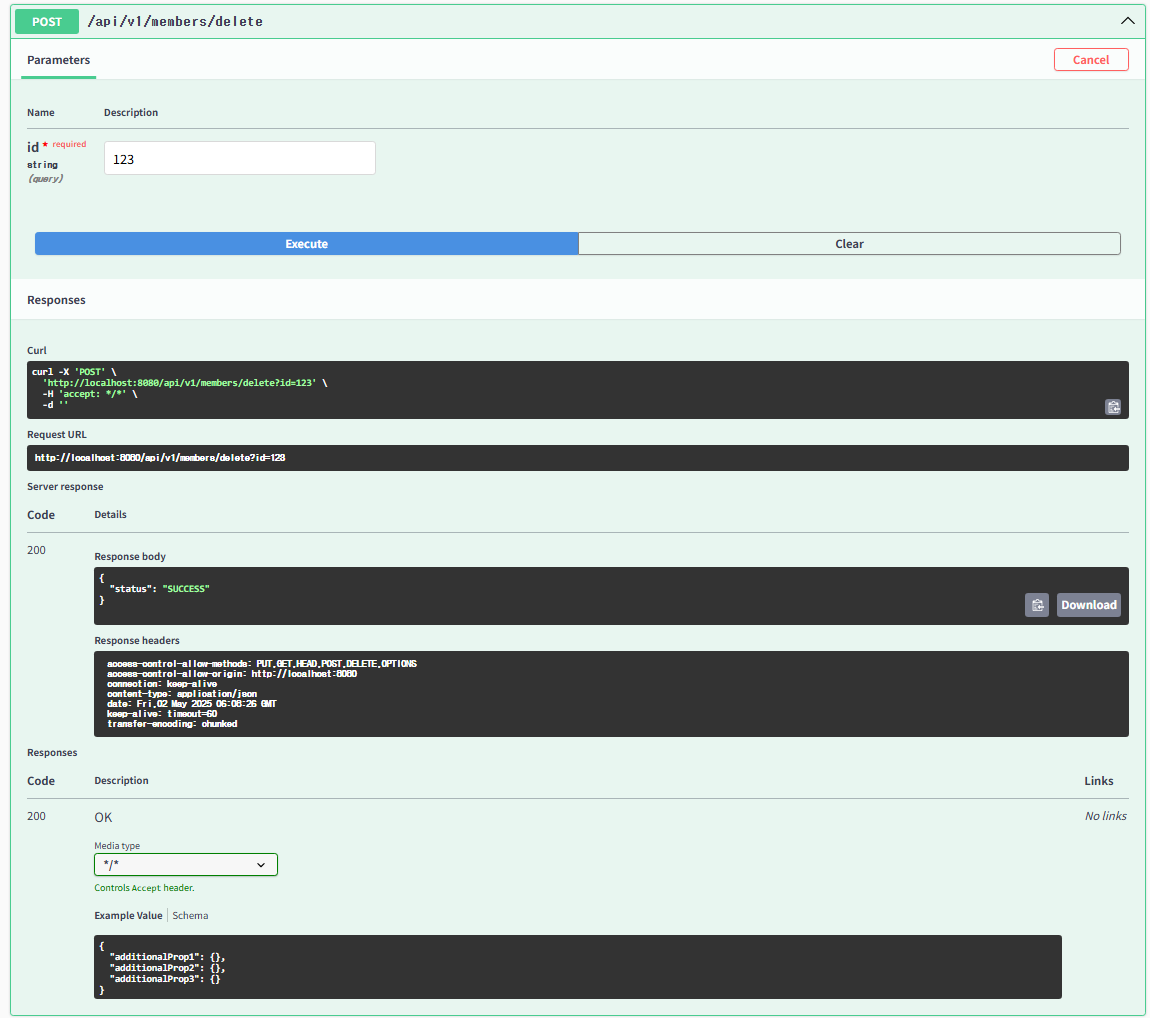 POST /api/v1/members/delete
Parameters Cancel
Name Description
id * required
string
(query)
123
Execute Clear
Responses
Curl
curl -X 'POST' \
'http://localhost:8080/api/v1/members/delete?id=123' \
-H 'accept: */*' \
-d ''
Request URL
http://localhost:8080/api/v1/members/delete?id=123
Server response
Code Details
200
Response body
{
"status": "SUCCESS"
}
Download
Response headers
access-control-allow-methods: PUT,GET,HEAD,POST,DELETE,OPTIONS
access-control-allow-origin: http://localhost:8080
connection: keep-alive
content-type: application/json
date: Fri,02 May 2025 06:08:26 GMT
keep-alive: timeout=60
transfer-encoding: chunked
Responses
Code Description Links
200 OK No links
Media type
*/*
Controls Accept header.
Example Value Schema
{
"additionalProp1": {},
"additionalProp2": {},
"additionalProp3": {}
}